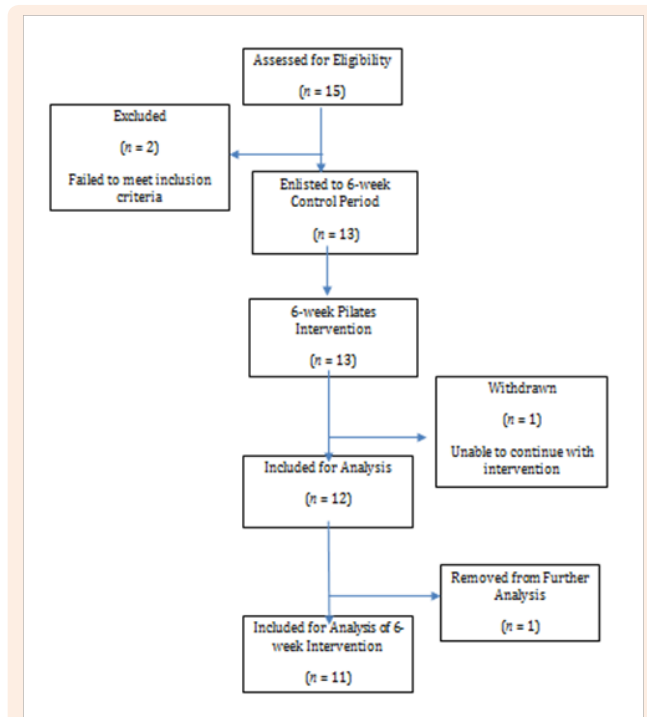 Assessed for Eligibility
(n = 15)
Excluded
(n = 2)
Failed to meet inclusion
criteria
Enlisted to 6-week
Control Period
(n = 13)
6-week Pilates
Intervention
(n = 13)
Withdrawn
(n = 1)
Unable to continue with
intervention
Included for Analysis
(n = 12)
Removed from Further
Analysis
(n = 1)
Included for Analysis of 6-
week Intervention
(n = 11)